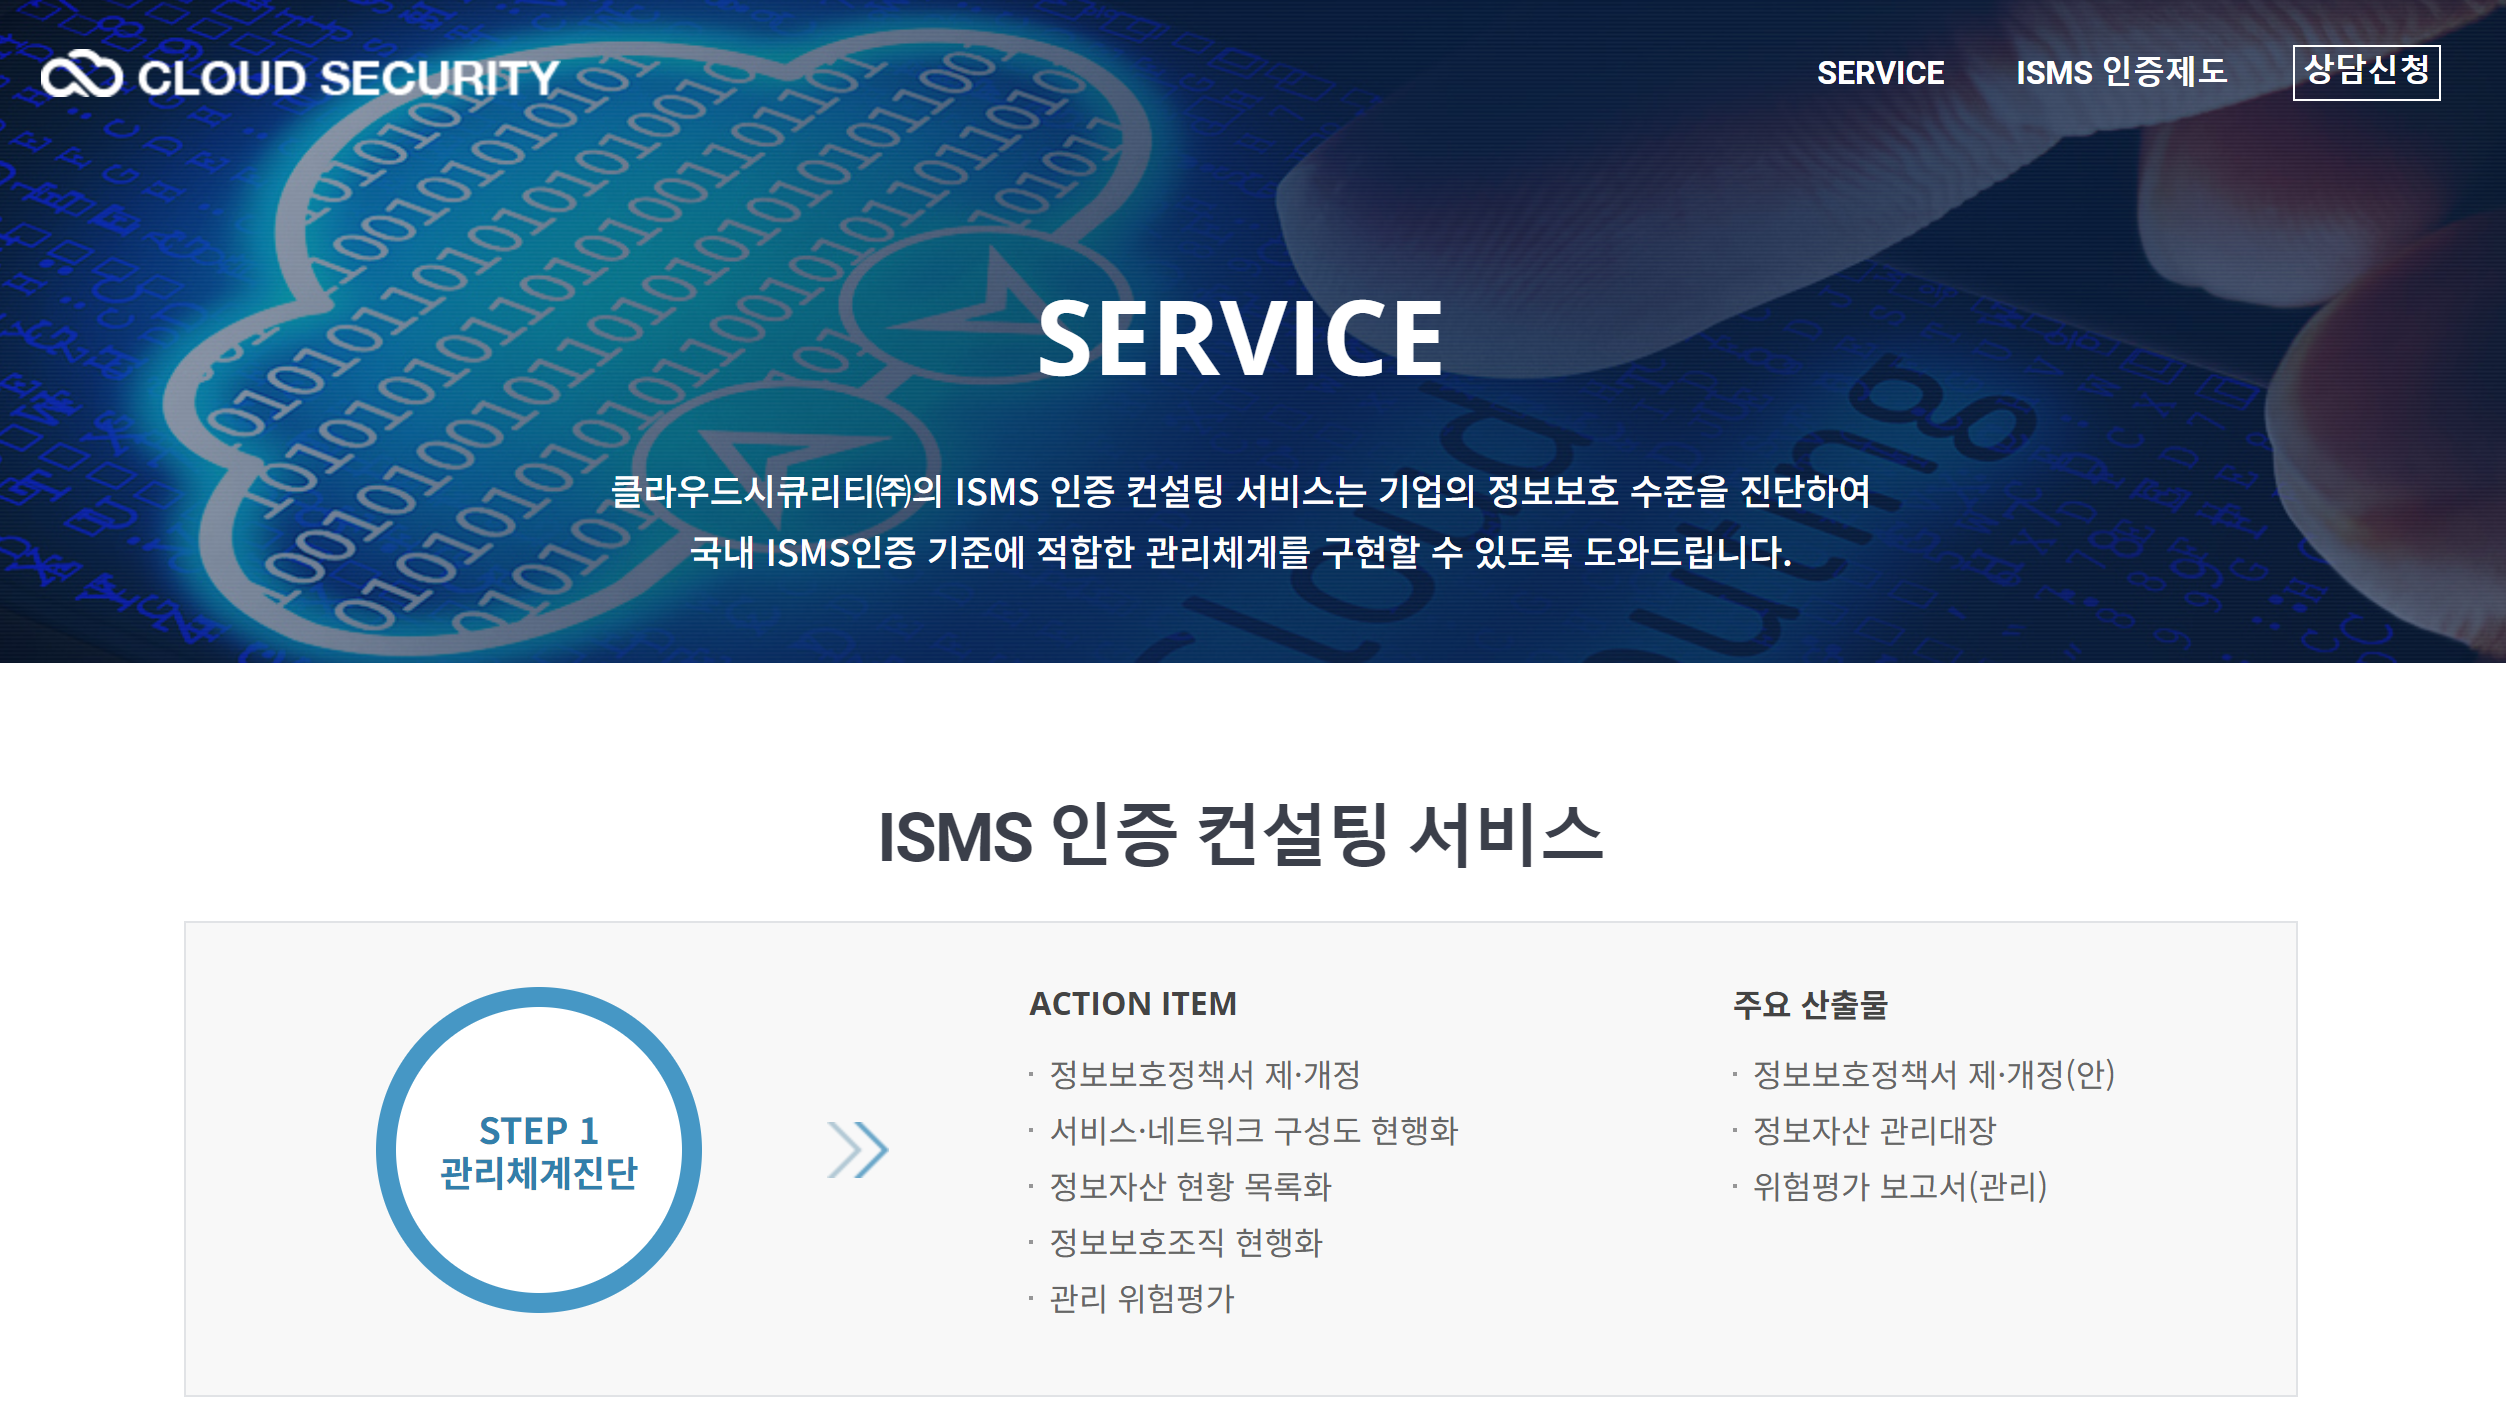 CLOUD SECURITY
SERVICE
ISMS 인증제도
상담신청
SERVICE
클라우드시큐리티㈜의 ISMS 인증 컨설팅 서비스는 기업의 정보보호 수준을 진단하여
국내 ISMS인증 기준에 적합한 관리체계를 구현할 수 있도록 도와드립니다.
ISMS 인증 컨설팅 서비스
STEP 1
관리체계진단
ACTION ITEM
· 정보보호정책서 제·개정
· 서비스·네트워크 구성도 현행화
· 정보자산 현황 목록화
· 정보보호조직 현행화
· 관리 위험평가
주요 산출물
· 정보보호정책서 제·개정(안)
· 정보자산 관리대장
· 위험평가 보고서(관리)